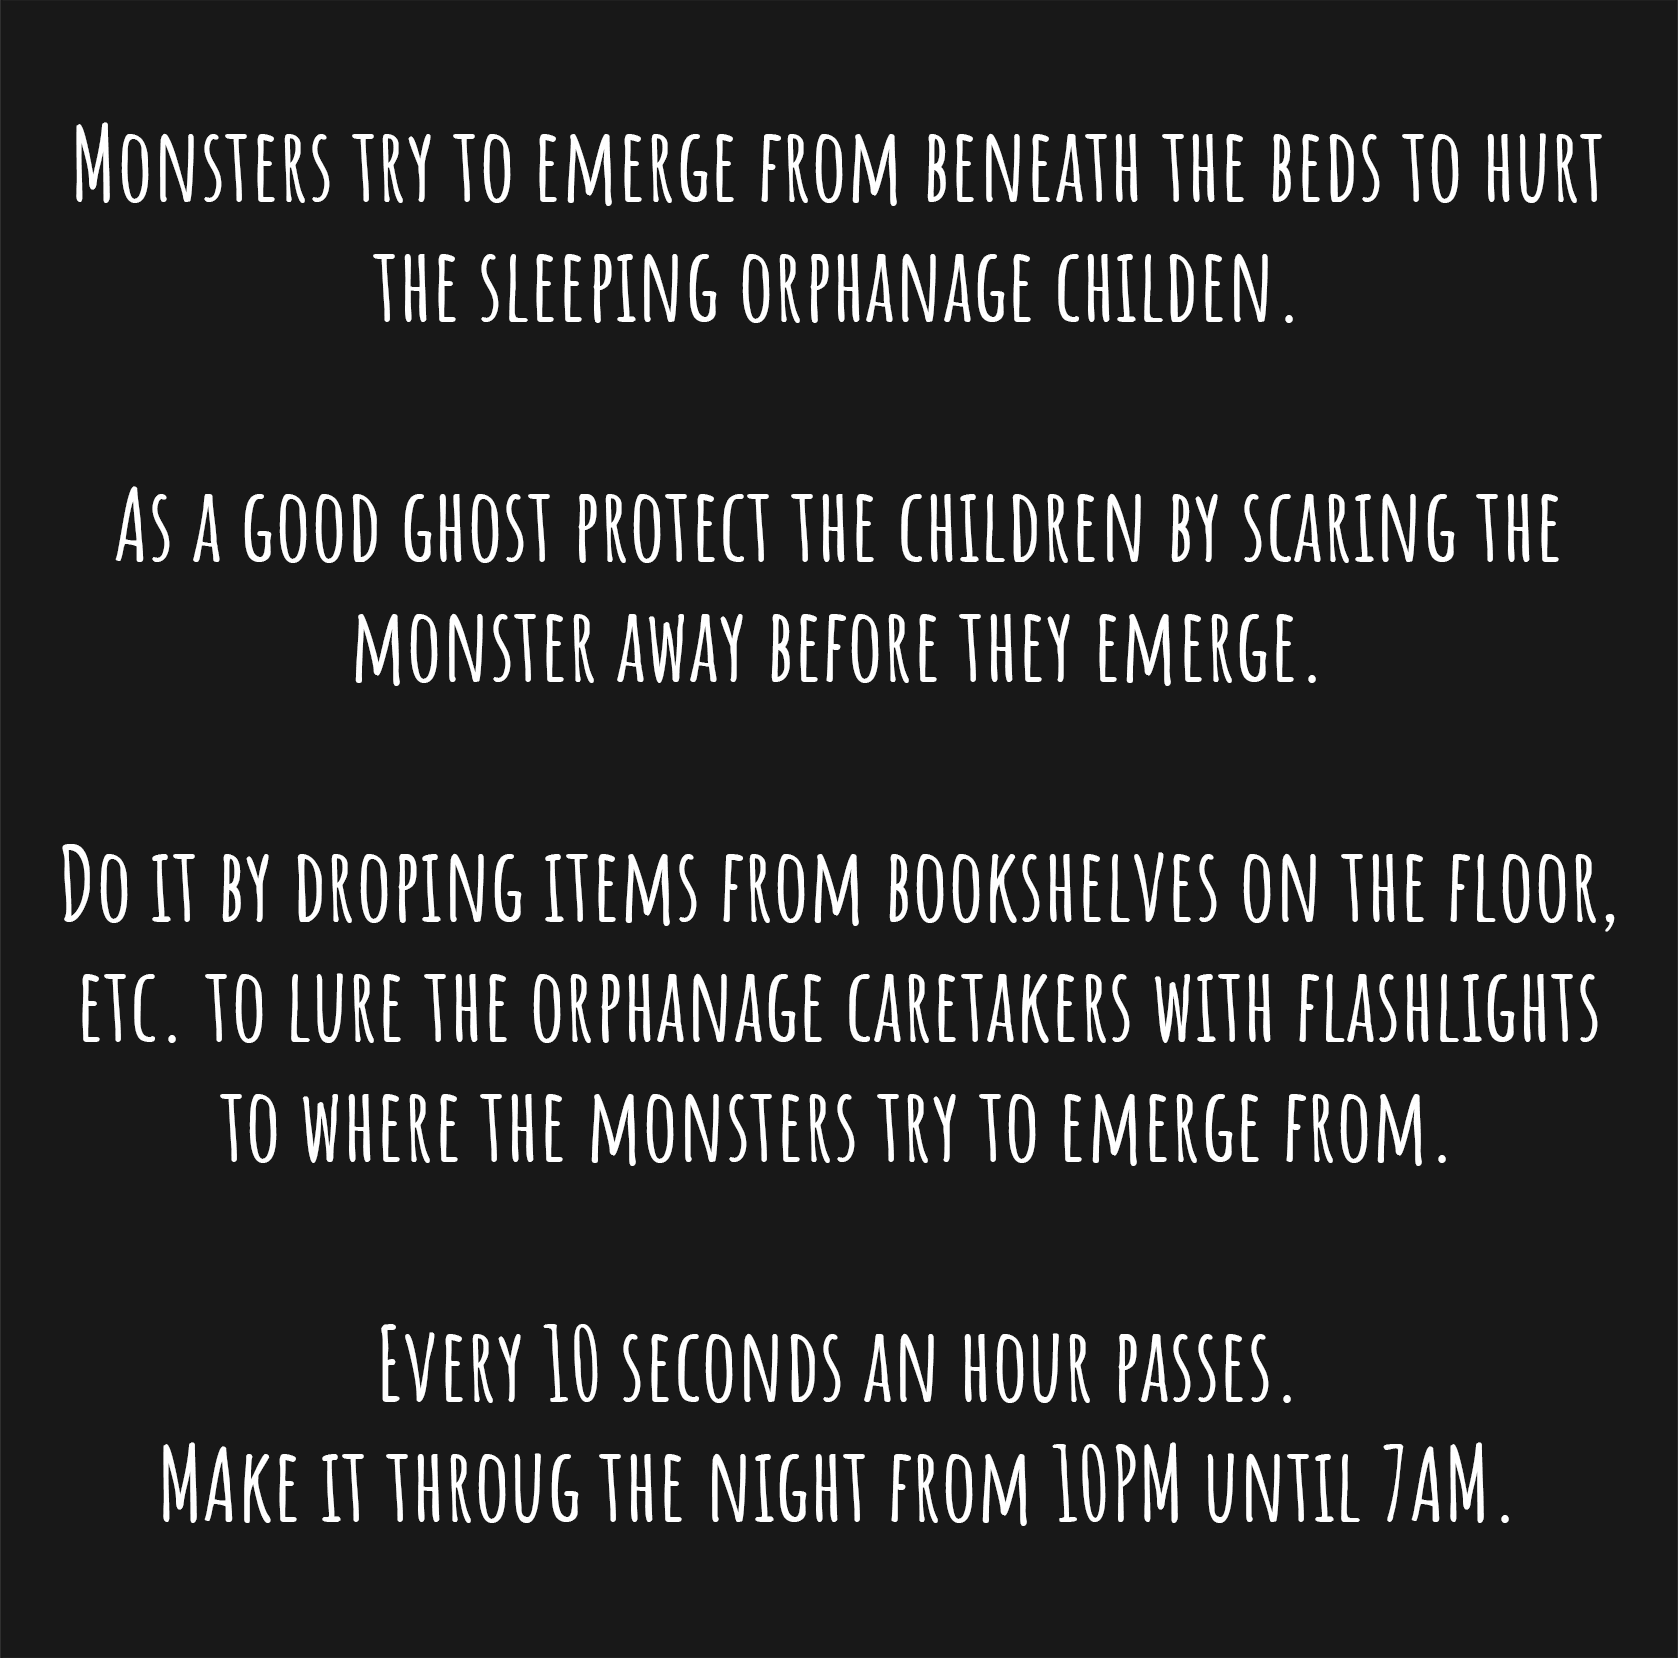 Monsters try to emerge from beneath the beds to hurt
the sleeping orphanage childen.
As a good ghost protect the children by scaring the
monster away before they emerge.
Do it by droping items from bookshelves on the floor,
etc. to lure the orphanage caretakers with flashlights
to where the monsters try to emerge from.
Every 10 seconds an hour passes.
Make it throug the night from 10PM until 7AM.